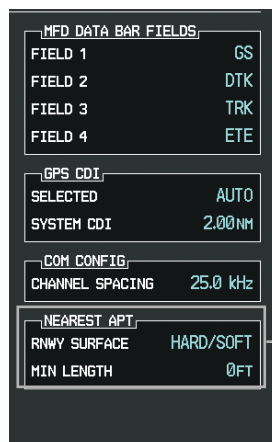 MFD DATA BAR FIELDS
FIELD 1 GS
FIELD 2 DTK
FIELD 3 TRK
FIELD 4 ETE
GPS CDI
SELECTED AUTO
SYSTEM CDI 2.00NM
COM CONFIG
CHANNEL SPACING 25.0 kHz
NEAREST APT
RNWY SURFACE HARD/SOFT
MIN LENGTH 0FT